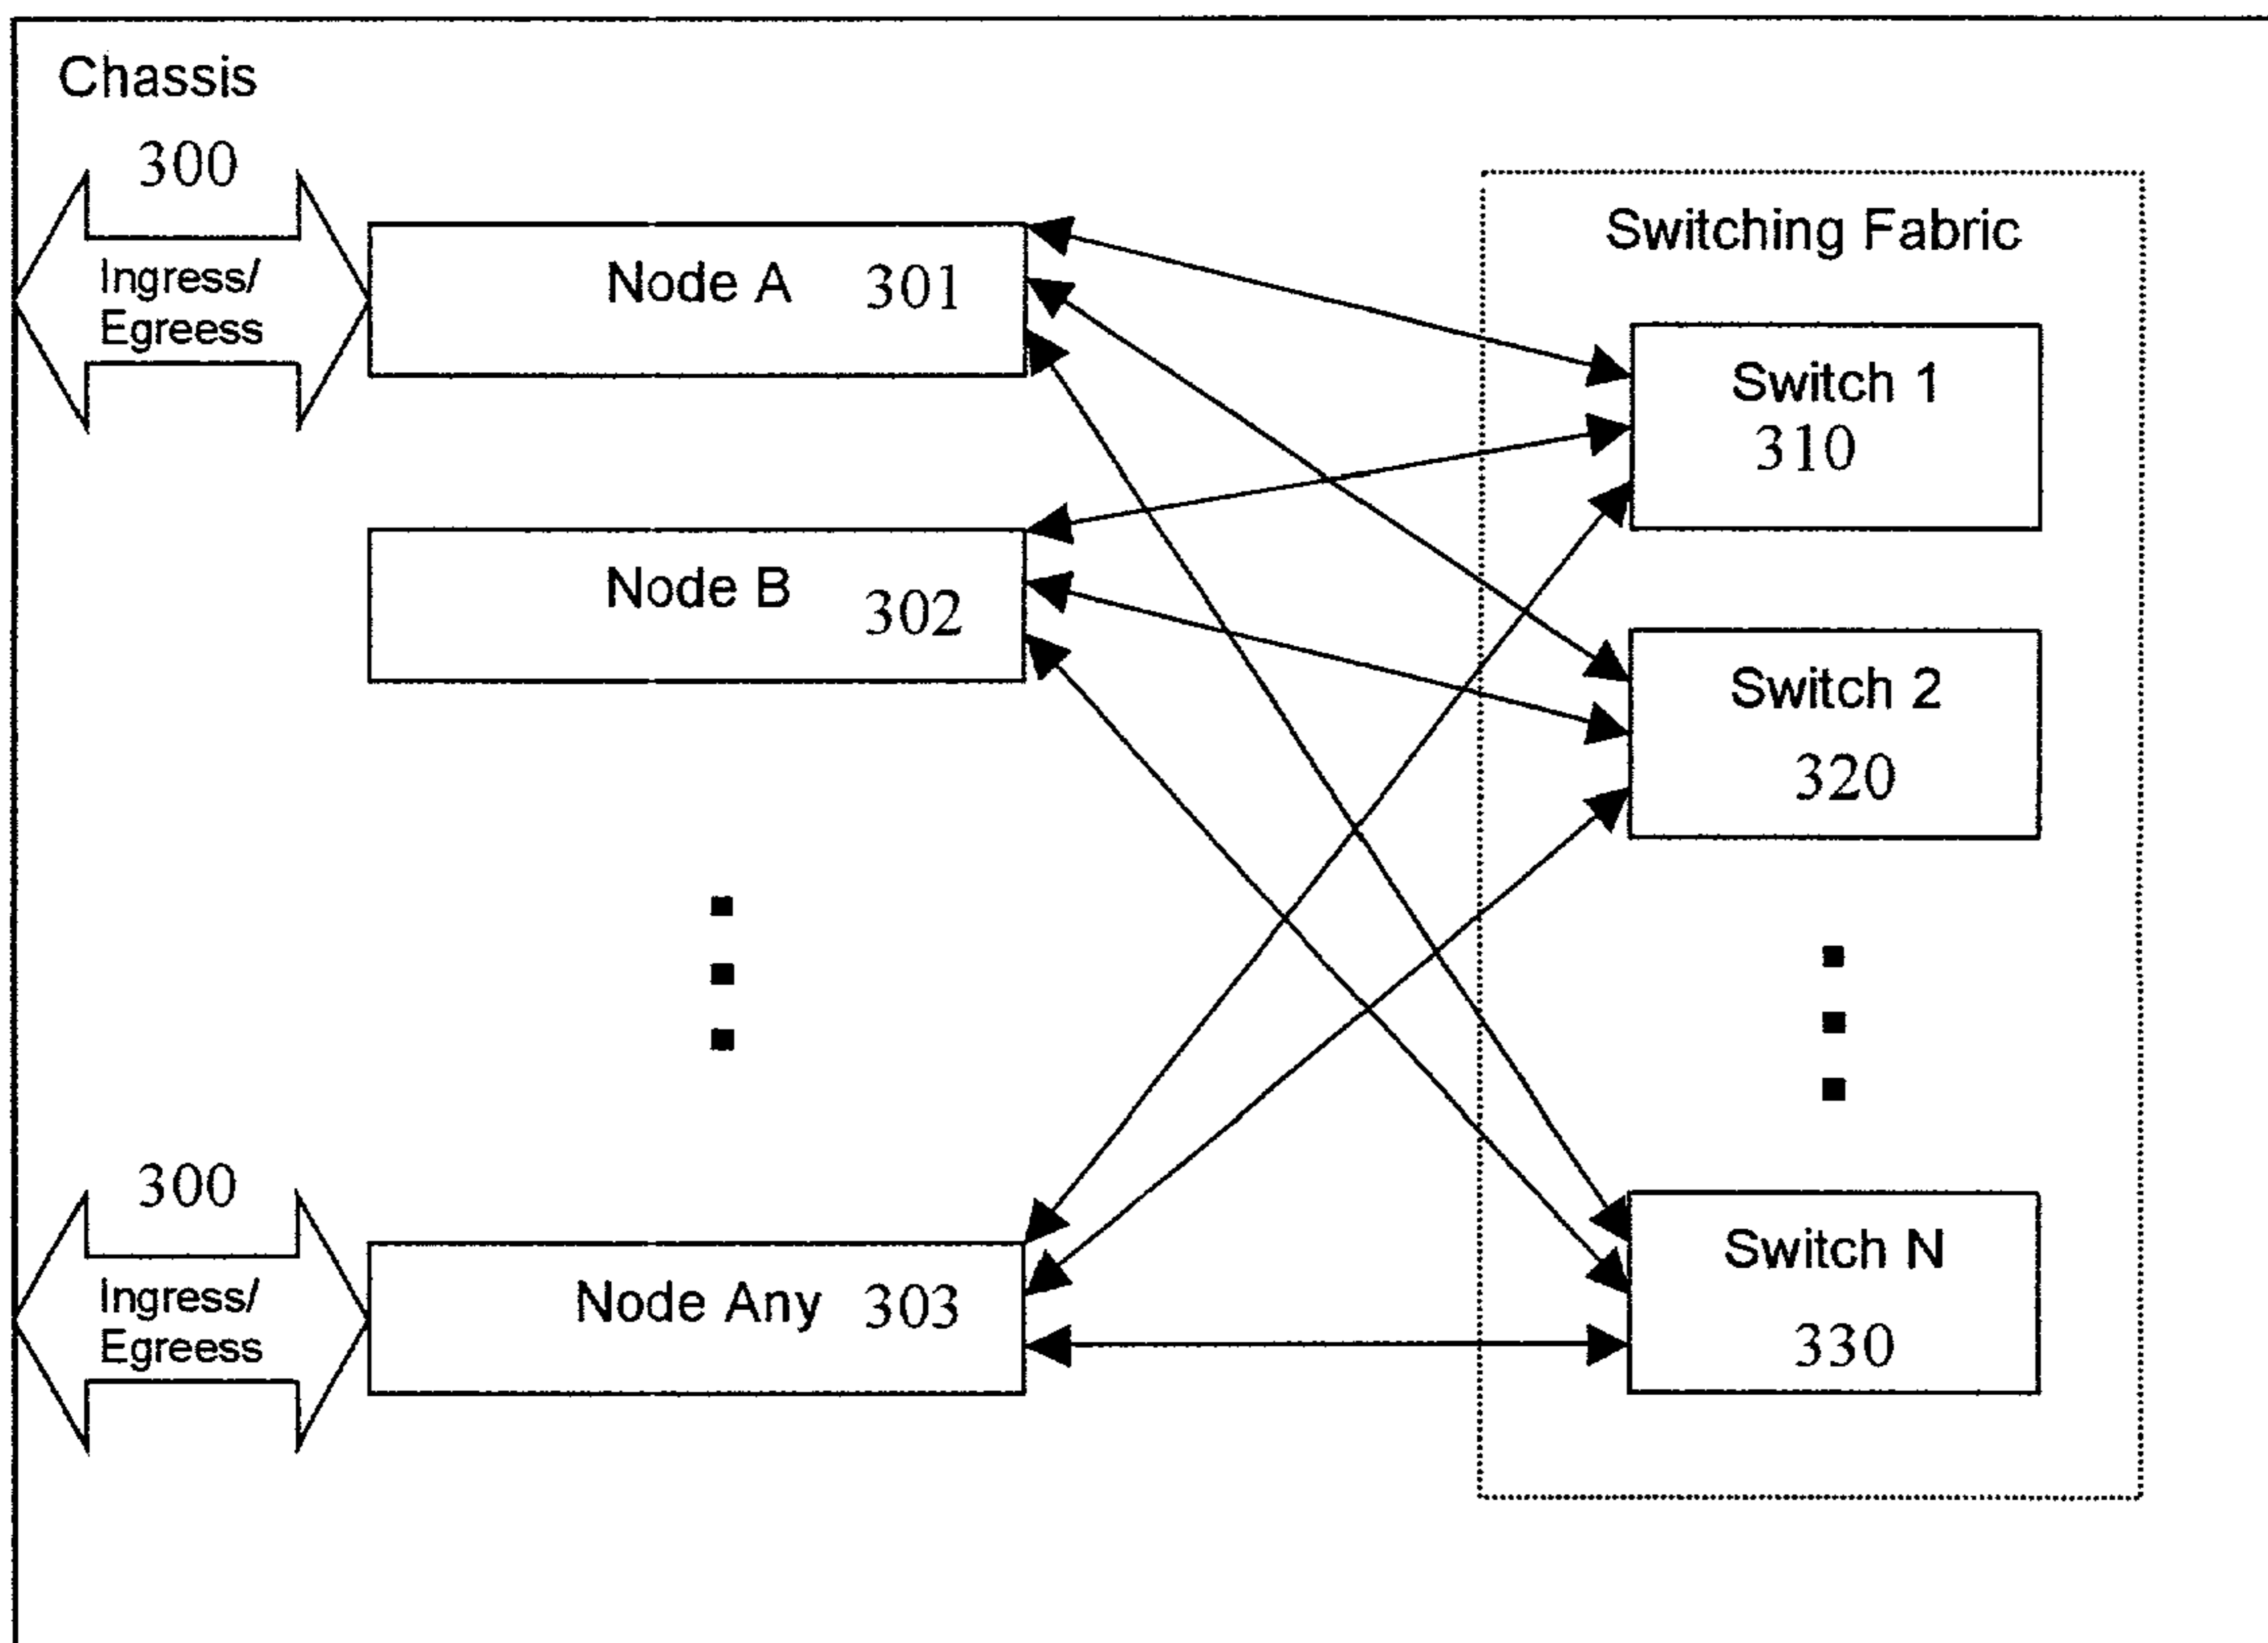 Chassis
300
Ingress/
Egreess
Node A 301
Switching Fabric
Switch 1
310
Node B 302
Switch 2
320
300
Ingress/
Egreess
Node Any 303
Switch N
330